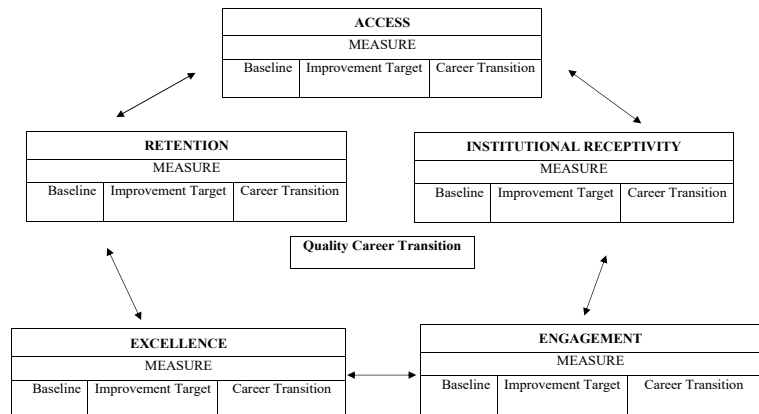 ACCESS
MEASURE
Baseline Improvement Target Career Transition
RETENTION
MEASURE
Baseline Improvement Target Career Transition
INSTITUTIONAL RECEPTIVITY
MEASURE
Baseline Improvement Target Career Transition
Quality Career Transition
EXCELLENCE
MEASURE
Baseline Improvement Target Career Transition
ENGAGEMENT
MEASURE
Baseline Improvement Target Career Transition